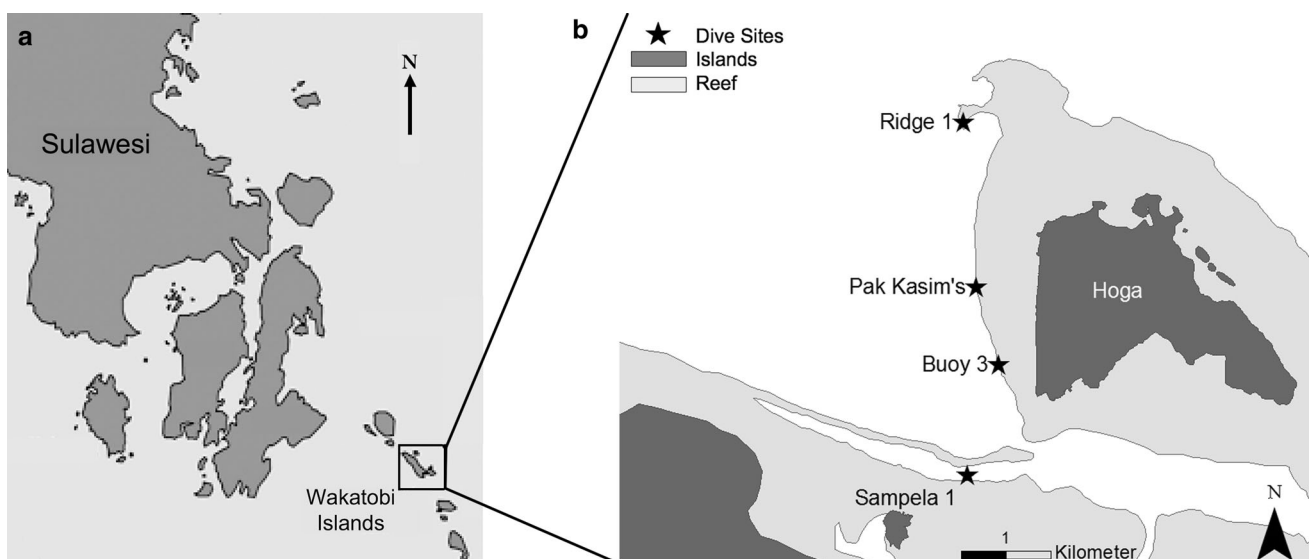 a
N
Sulawesi
Wakatobi
Islands
b
Dive Sites
Islands
Reef
Ridge 1
Pak Kasim's
Hoga
Buoy 3
Sampela 1
N
1
Kilometer